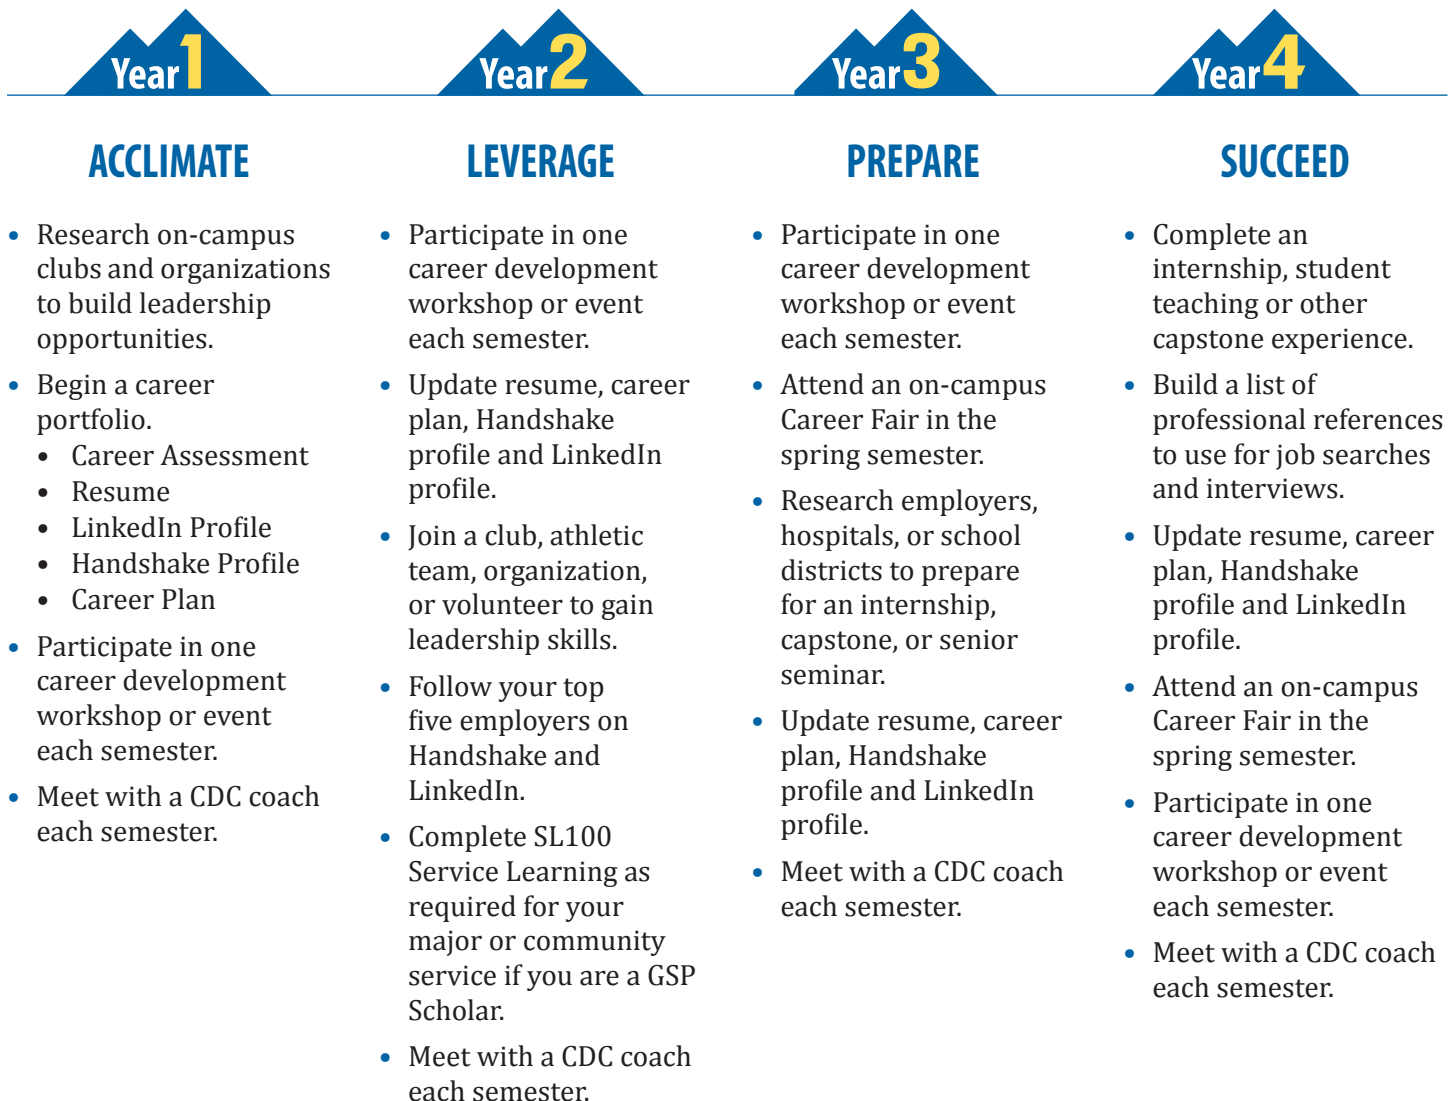 Year1
ACCLIMATE
• Research on-campus
clubs and organizations
to build leadership
opportunities.
• Begin a career
portfolio.
• Career Assessment
• Resume
• LinkedIn Profile
• Handshake Profile
• Career Plan
• Participate in one
career development
workshop or event
each semester.
• Meet with a CDC coach
each semester.
Year2
LEVERAGE
• Participate in one
career development
workshop or event
each semester.
• Update resume, career
plan, Handshake
profile and LinkedIn
profile.
• Join a club, athletic
team, organization,
or volunteer to gain
leadership skills.
• Follow your top
five employers on
Handshake and
LinkedIn.
• Complete SL100
Service Learning as
required for your
major or community
service if you are a GSP
Scholar.
• Meet with a CDC coach
each semester.
Year3
PREPARE
• Participate in one
career development
workshop or event
each semester.
• Attend an on-campus
Career Fair in the
spring semester.
• Research employers,
hospitals, or school
districts to prepare
for an internship,
capstone, or senior
seminar.
• Update resume, career
plan, Handshake
profile and LinkedIn
profile.
• Meet with a CDC coach
each semester.
Year4
SUCCEED
• Complete an
internship, student
teaching or other
capstone experience.
• Build a list of
professional references
to use for job searches
and interviews.
• Update resume, career
plan, Handshake
profile and LinkedIn
profile.
• Attend an on-campus
Career Fair in the
spring semester.
• Participate in one
career development
workshop or event
each semester.
• Meet with a CDC coach
each semester.